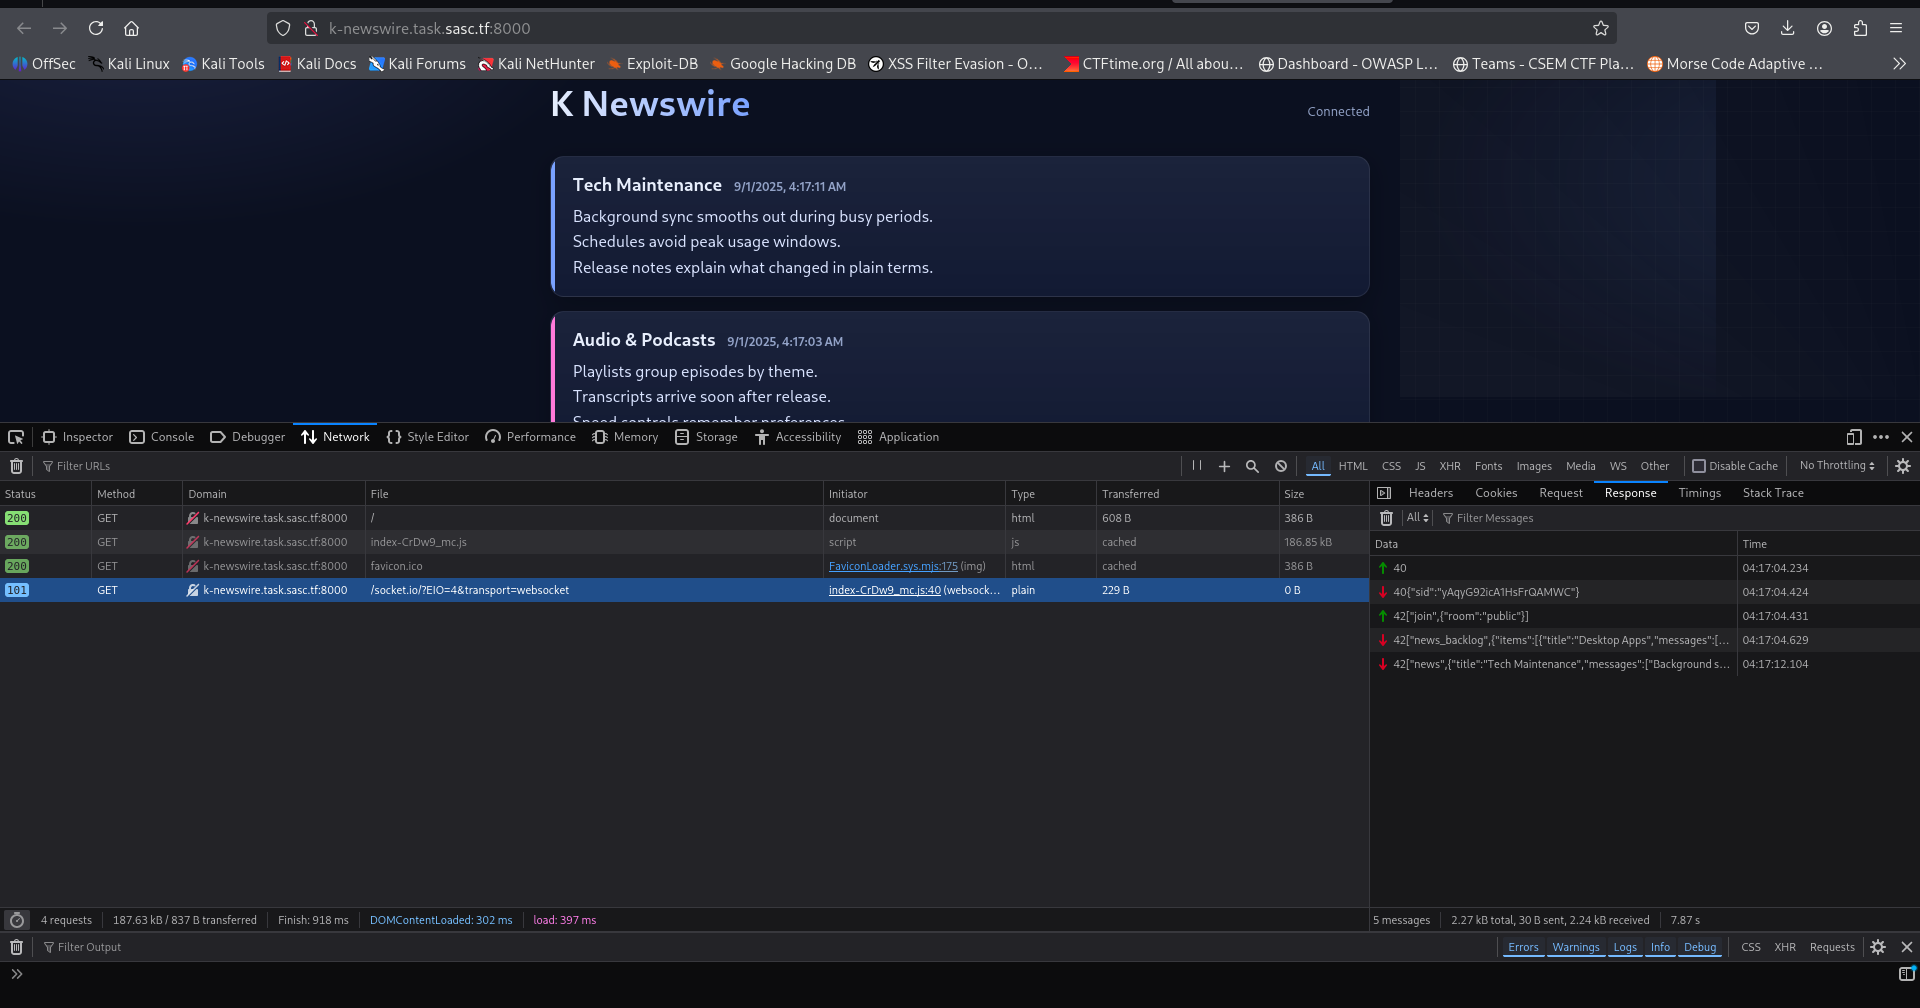 k-newswire.task.sasc.tf:8000
OffSec Kali Linux Kali Tools Kali Docs Kali Forums Kali NetHunter Exploit-DB Google Hacking DB XSS Filter Evasion - O... CTFtime.org / All abou... Dashboard - OWASP L... Teams - CSEM CTF Pla... Morse Code Adaptive ...
K Newswire
Connected
Tech Maintenance 9/1/2025, 4:17:11 AM
Background sync smooths out during busy periods.
Schedules avoid peak usage windows.
Release notes explain what changed in plain terms.
Audio & Podcasts 9/1/2025, 4:17:03 AM
Playlists group episodes by theme.
Transcripts arrive soon after release.
Speed controls remember preferences.
Inspector Console Debugger Network Style Editor Performance Memory Storage Accessibility Application
Filter URLs All HTML CSS JS XHR Fonts Images Media WS Other Disable Cache No Throttling
Status Method Domain File Initiator Type Transferred Size
200 GET k-newswire.task.sasc.tf:8000 / document html 608 B 386 B
200 GET k-newswire.task.sasc.tf:8000 index-CrDw9_mc.js script js cached 186.85 kB
200 GET k-newswire.task.sasc.tf:8000 favicon.ico FaviconLoader.sys.mjs:175 (img) html cached 386 B
101 GET k-newswire.task.sasc.tf:8000 /socket.io/?EIO=4&transport=websocket index-CrDw9_mc.js:40 (websock... plain 229 B 0 B
Headers Cookies Request Response Timings Stack Trace
All Filter Messages
Data Time
40 04:17:04.234
40{"sid":"yAqyG92icA1HsFrQAMWC"} 04:17:04.424
42["join",{"room":"public"}] 04:17:04.431
42["news_backlog",{"items":[{"title":"Desktop Apps","messages":[... 04:17:04.629
42["news",{"title":"Tech Maintenance","messages":["Background s... 04:17:12.104
4 requests 187.63 kB / 837 B transferred Finish: 918 ms DOMContentLoaded: 302 ms load: 397 ms
5 messages 2.27 kB total, 30 B sent, 2.24 kB received 7.87 s
Filter Output Errors Warnings Logs Info Debug CSS XHR Requests